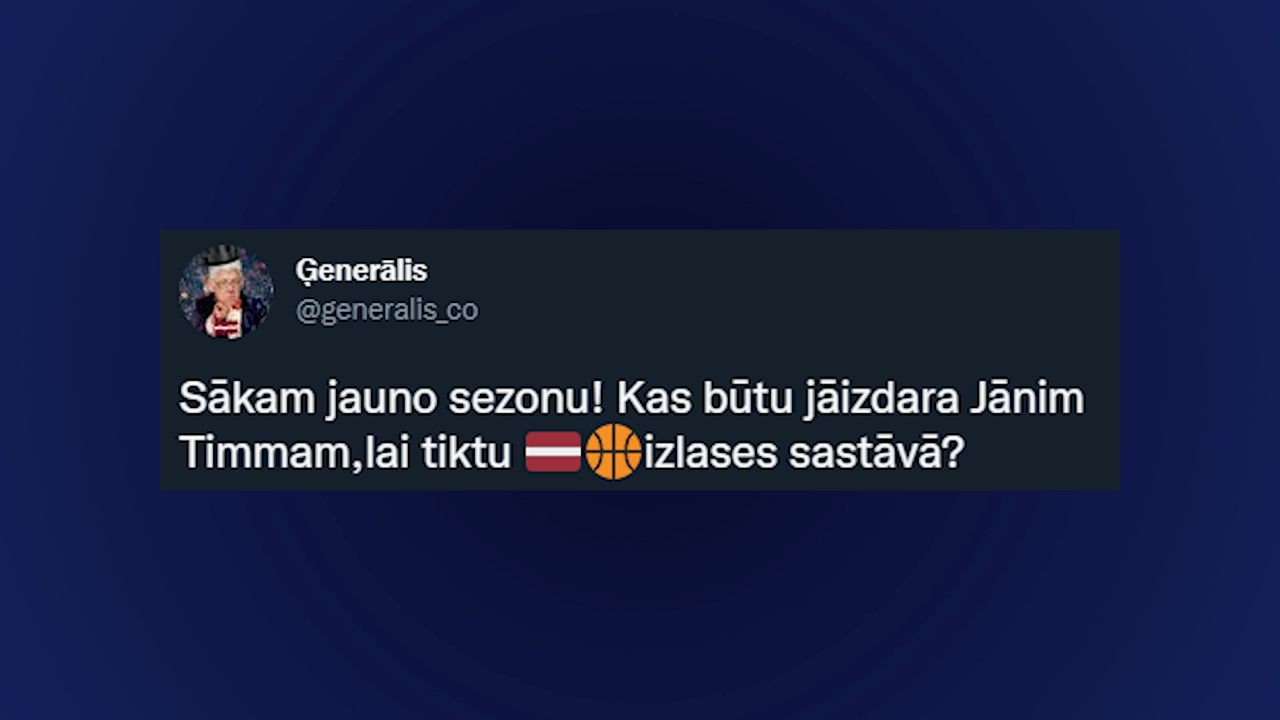 Ģenerālis
@generalis_co
Sākam jauno sezonu! Kas būtu jāizdara Jānim
Timmam,lai tiktu 🇱🇻🏀izlases sastāvā?